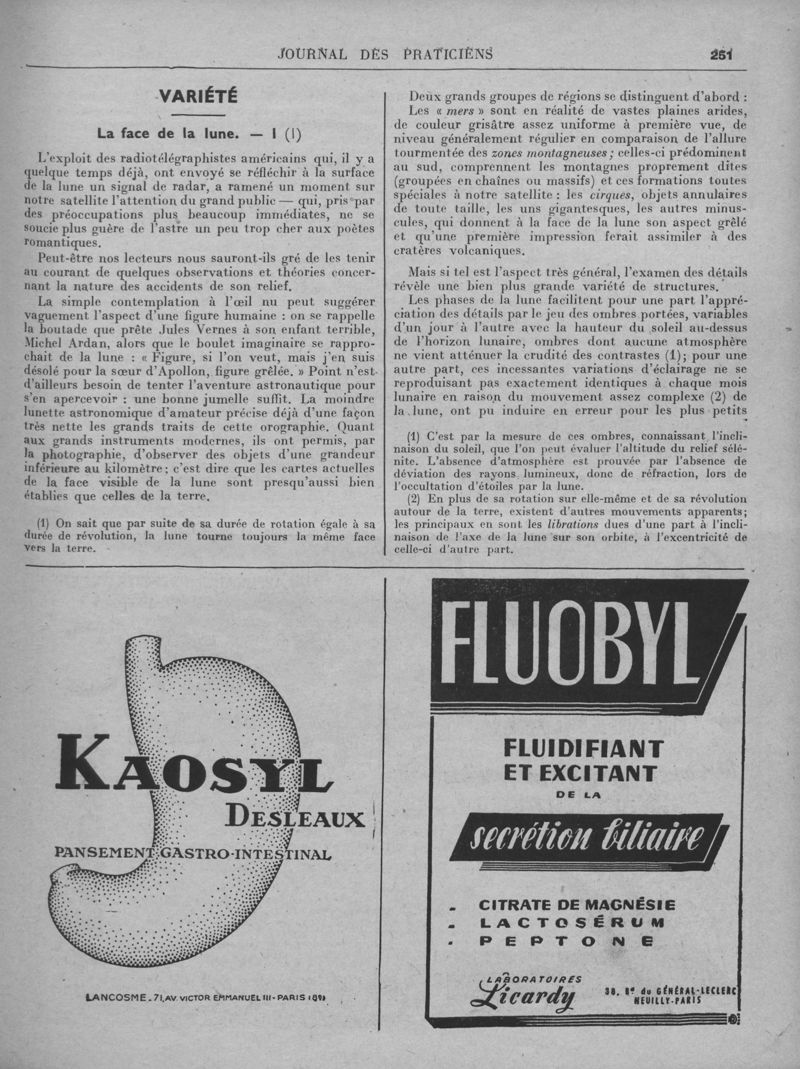 JOURNAL DES PRATICIENS
251
VARIÉTÉ
La face de la lune. — I (1)
L'exploit des radiotélégraphistes américains qui, il y a
quelque temps déjà, ont envoyé se réfléchir à la surface
de la lune un signal de radar, a ramené un moment sur
notre satellite l'attention du grand public — qui, pris par
des préoccupations plus beaucoup immédiates, ne se
soucie plus guère de l'astre un peu trop cher aux poètes
romantiques.
Peut-être nos lecteurs nous sauront-ils gré de les tenir
au courant de quelques observations et théories concer-
nant la nature des accidents de son relief.
La simple contemplation à l'œil nu peut suggérer
vaguement l'aspect d'une figure humaine : on se rappelle
la boutade que prête Jules Vernes à son enfant terrible,
Michel Ardan, alors que le boulet imaginaire se rappro-
chait de la lune : « Figure, si l'on veut, mais j'en suis
désolé pour la sœur d'Apollon, figure grêlée. » Point n'est
d'ailleurs besoin de tenter l'aventure astronautique pour
s'en apercevoir : une bonne jumelle suffit. La moindre
lunette astronomique d'amateur précise déjà d'une façon
très nette les grands traits de cette orographie. Quant
aux grands instruments modernes, ils ont permis, par
la photographie, d'observer des objets d'une grandeur
inférieure au kilomètre ; c'est dire que les cartes actuelles
de la face visible de la lune sont presqu'aussi bien
établies que celles de la terre.
(1) On sait que par suite de sa durée de rotation égale à sa
durée de révolution, la lune tourne toujours la même face
vers la terre.
Deux grands groupes de régions se distinguent d'abord :
Les « mers » sont en réalité de vastes plaines arides,
de couleur grisâtre assez uniforme à première vue, de
niveau généralement régulier en comparaison de l'allure
tourmentée des zones montagneuses ; celles-ci prédominent
au sud, comprennent les montagnes proprement dites
(groupées en chaînes ou massifs) et ces formations toutes
spéciales à notre satellite : les cirques, objets annulaires
de toute taille, les uns gigantesques, les autres minus-
cules, qui donnent à la face de la lune son aspect grêlé
et qu'une première impression ferait assimiler à des
cratères volcaniques.
Mais si tel est l'aspect très général, l'examen des détails
révèle une bien plus grande variété de structures.
Les phases de la lune facilitent pour une part l'appré-
ciation des détails par le jeu des ombres portées, variables
d'un jour à l'autre avec la hauteur du soleil au-dessus
de l'horizon lunaire, ombres dont aucune atmosphère
ne vient atténuer la crudité des contrastes (1) ; pour une
autre part, ces incessantes variations d'éclairage ne se
reproduisant pas exactement identiques à chaque mois
lunaire en raison du mouvement assez complexe (2) de
la lune, ont pu induire en erreur pour les plus petits
(1) C'est par la mesure de ces ombres, connaissant l'incli-
naison du soleil, que l'on peut évaluer l'altitude du relief sélé-
nite. L'absence d'atmosphère est prouvée par l'absence de
déviation des rayons lumineux, donc de réfraction, lors de
l'occultation d'étoiles par la lune.
(2) En plus de sa rotation sur elle-même et de sa révolution
autour de la terre, existent d'autres mouvements apparents ;
les principaux en sont les librations dues d'une part à l'incli-
naison de l'axe de la lune sur son orbite, à l'excentricité de
celle-ci d'autre part.
KAOSYL
DESLEAUX
PANSEMENT GASTRO-INTESTINAL
LANCOSME. 71, AV. VICTOR EMMANUEL III - PARIS (8e)
FLUOBYL
FLUIDIFIANT
ET EXCITANT
DE LA
secrétion biliaire
- CITRATE DE MAGNÉSIE
- LACTOSÉRUM
- PEPTONE
LABORATOIRES
Licardy
38, Bd du GÉNÉRAL-LECLERC
NEUILLY-PARIS